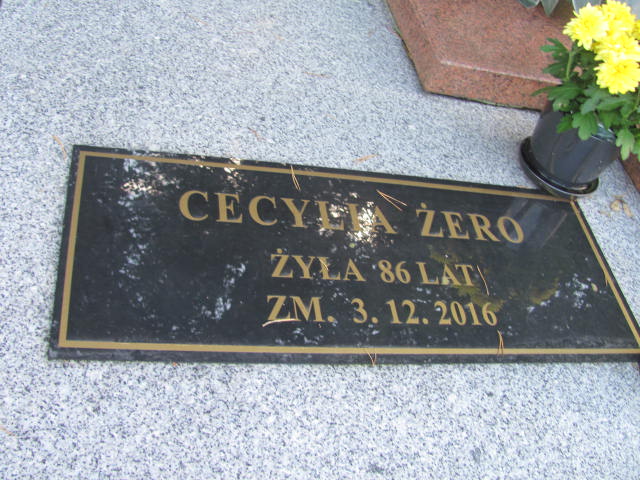 CECYLIA ŻERO
ŻYŁA 86 LAT
ZM. 3. 12. 2016